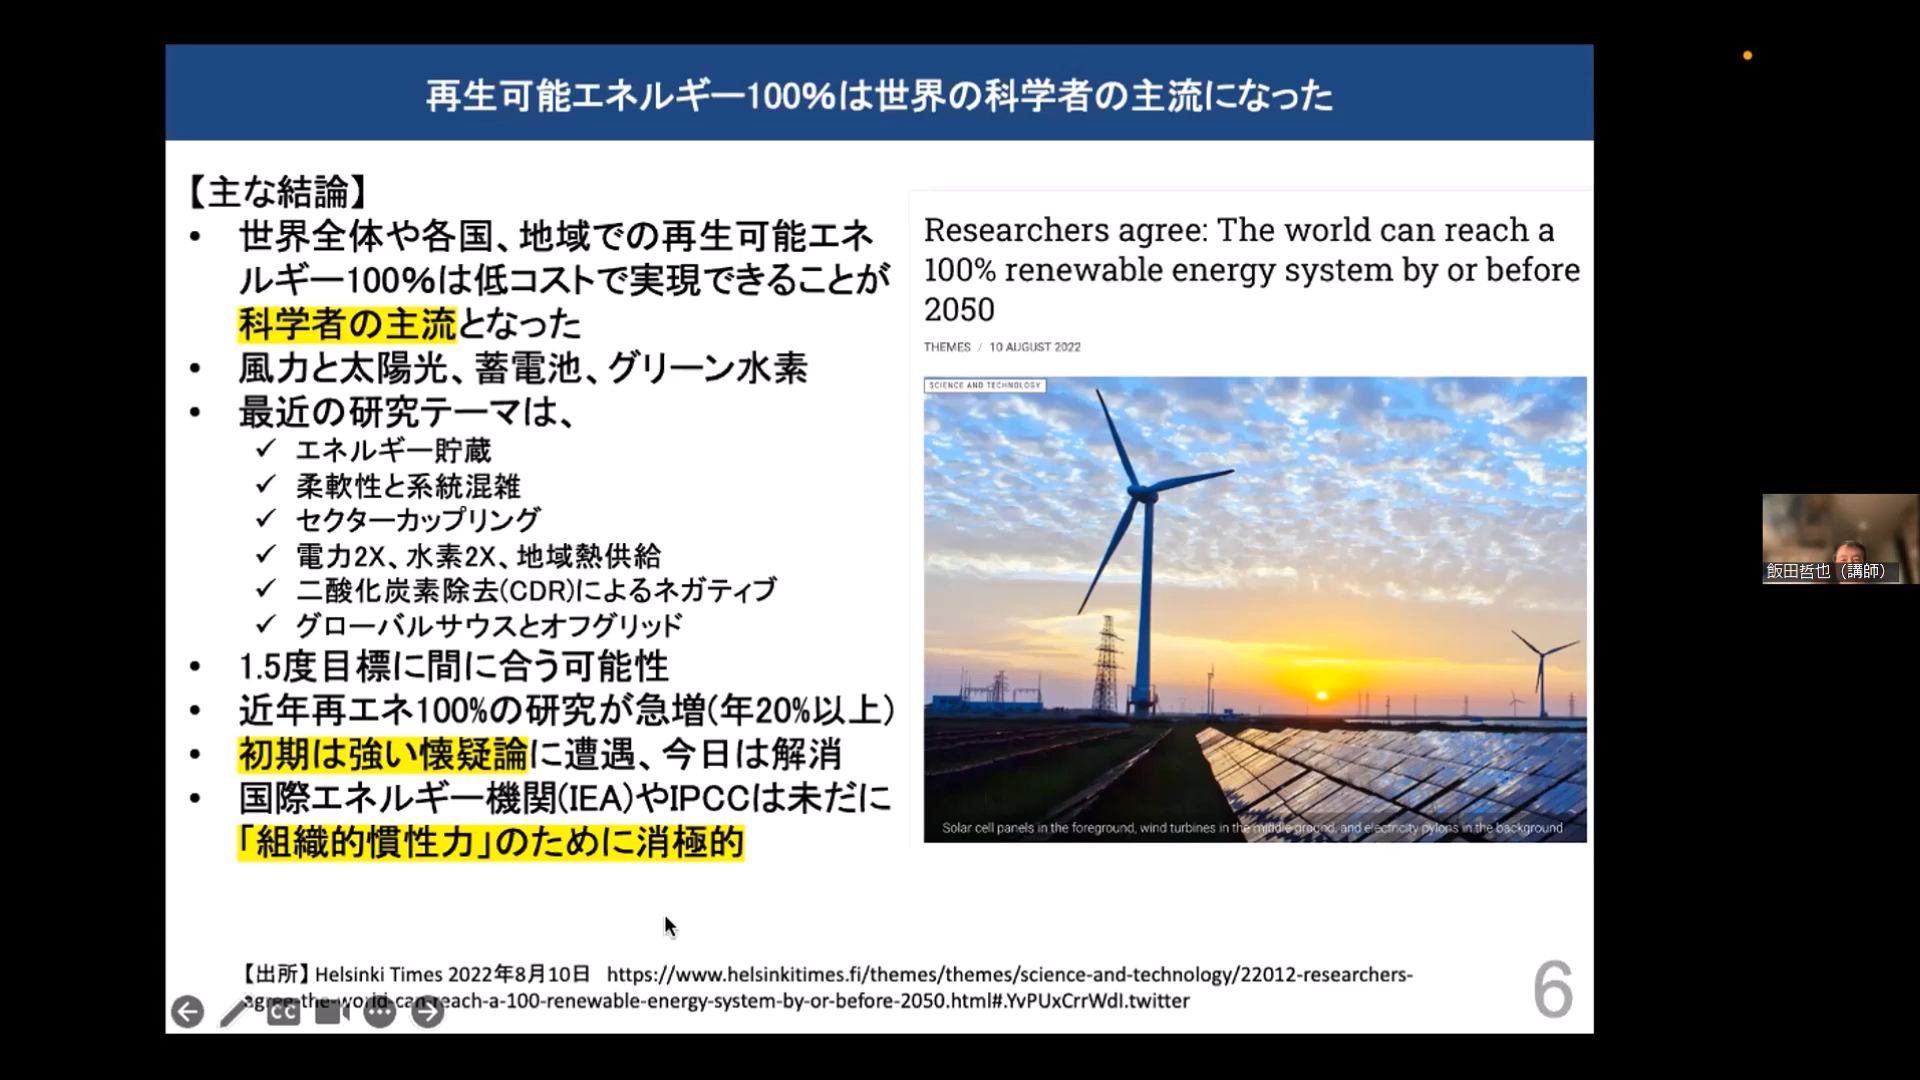 再生可能エネルギー100%は世界の科学者の主流になった
【主な結論】
• 世界全体や各国、地域での再生可能エネ
ルギー100%は低コストで実現できることが
科学者の主流となった
• 風力と太陽光、蓄電池、グリーン水素
• 最近の研究テーマは、
✓ エネルギー貯蔵
✓ 柔軟性と系統混雑
✓ セクターカップリング
✓ 電力2X、水素2X、地域熱供給
✓ 二酸化炭素除去(CDR)によるネガティブ
✓ グローバルサウスとオフグリッド
• 1.5度目標に間に合う可能性
• 近年再エネ100%の研究が急増(年20%以上)
• 初期は強い懐疑論に遭遇、今日は解消
• 国際エネルギー機関(IEA)やIPCCは未だに
「組織的慣性力」のために消極的
Researchers agree: The world can reach a
100% renewable energy system by or before
2050
THEMES / 10 AUGUST 2022
SCIENCE AND TECHNOLOGY
Solar cell panels in the foreground, wind turbines in the middle ground, and electricity pylons in the background
【出所】Helsinki Times 2022年8月10日 https://www.helsinkitimes.fi/themes/themes/science-and-technology/22012-researchers-
agree-the-world-can-reach-a-100-renewable-energy-system-by-or-before-2050.html#.YvPUxCrrWdI.twitter
6
CC
飯田哲也（講師）